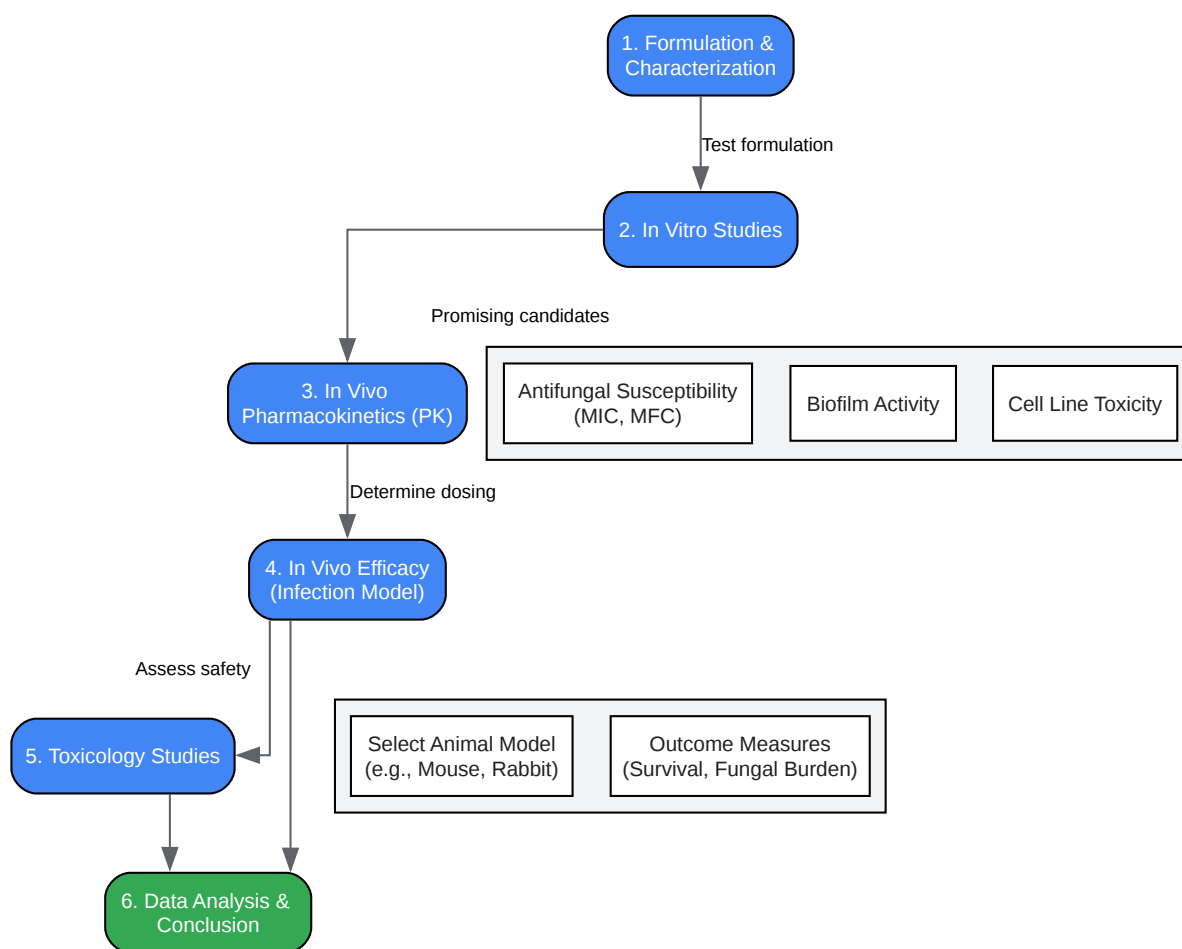 1. Formulation &
Characterization
Test formulation
2. In Vitro Studies
Promising candidates
3. In Vivo
Pharmacokinetics (PK)
Antifungal Susceptibility
(MIC, MFC)
Biofilm Activity
Cell Line Toxicity
Determine dosing
4. In Vivo Efficacy
(Infection Model)
Assess safety
5. Toxicology Studies
Select Animal Model
(e.g., Mouse, Rabbit)
Outcome Measures
(Survival, Fungal Burden)
6. Data Analysis &
Conclusion